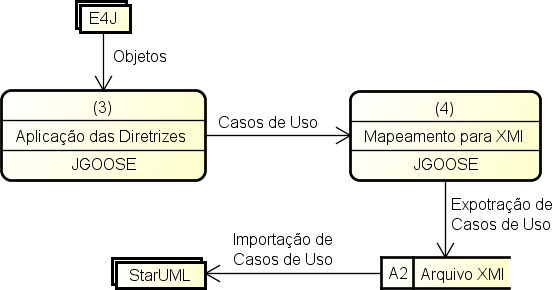 E4J
Objetos
(3)
Aplicação das Diretrizes
JGOOSE
Casos de Uso
(4)
Mapeamento para XMI
JGOOSE
Expotração de
Casos de Uso
Importação de
Casos de Uso
StarUML
A2
Arquivo XMI